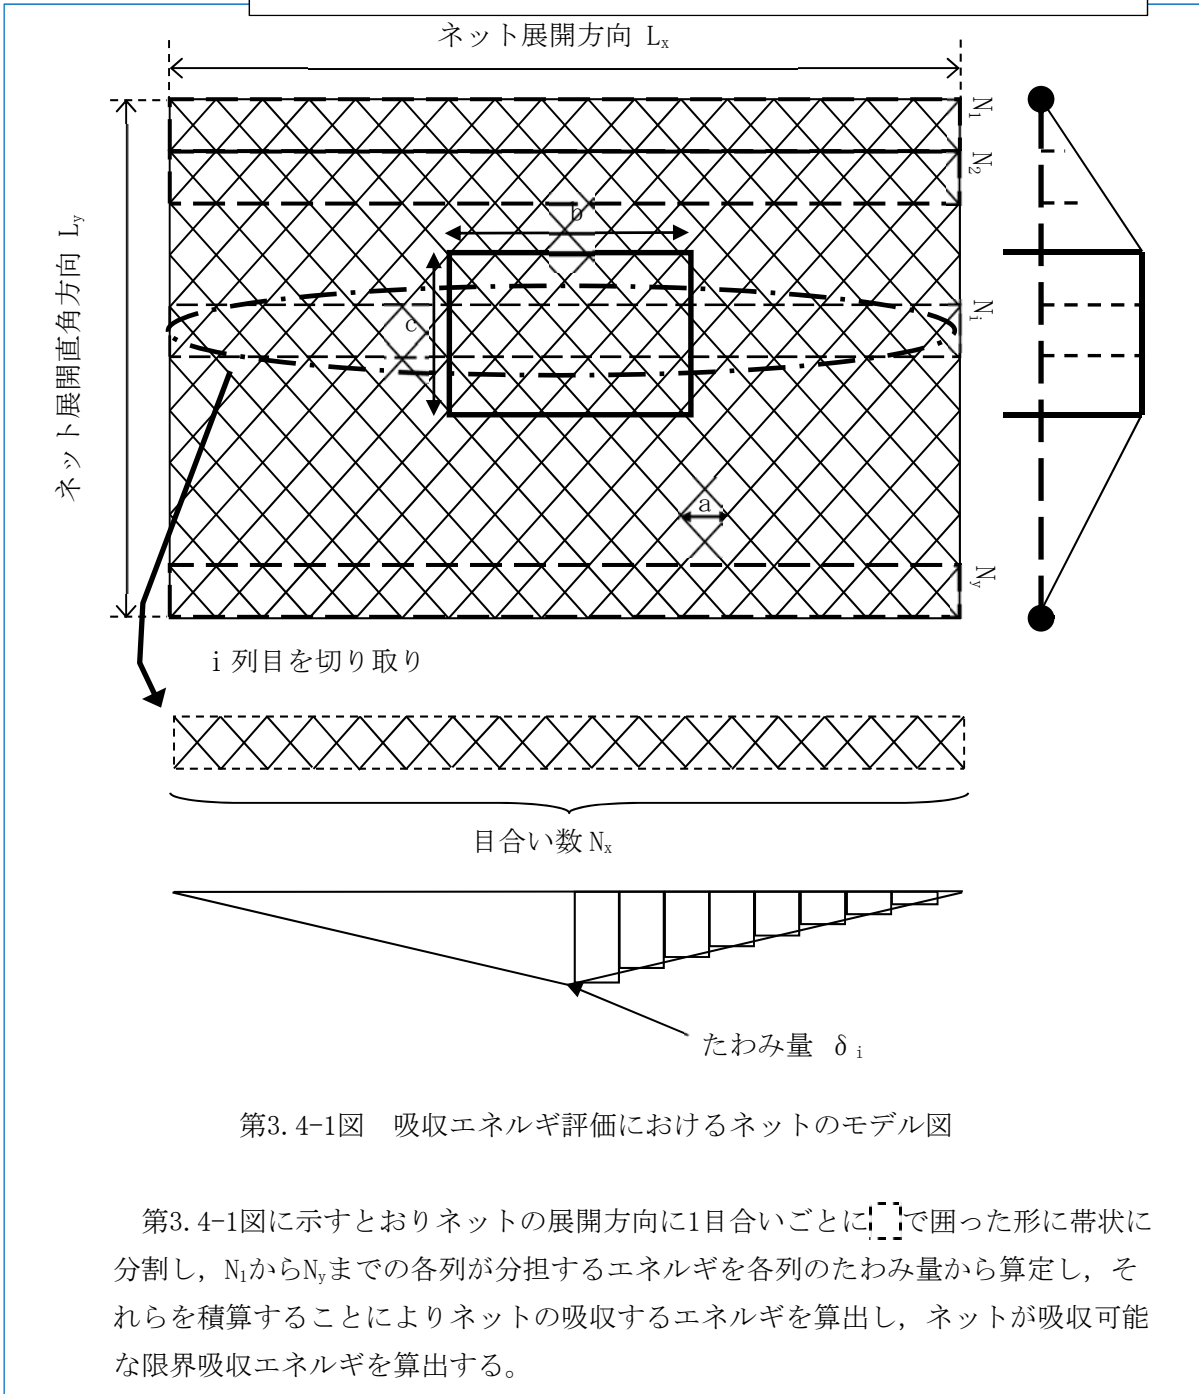 ネット展開方向 Lx
N1
N2
b
ネット展開直角方向 Ly
Ni
c
a
Ny
i 列目を切り取り
目合い数 Nx
たわみ量 δi
第3.4-1図 吸収エネルギ評価におけるネットのモデル図
第3.4-1図に示すとおりネットの展開方向に1目合いごとに で囲った形に帯状に
分割し，N1からNyまでの各列が分担するエネルギを各列のたわみ量から算定し，そ
れらを積算することによりネットの吸収するエネルギを算出し，ネットが吸収可能
な限界吸収エネルギを算出する。